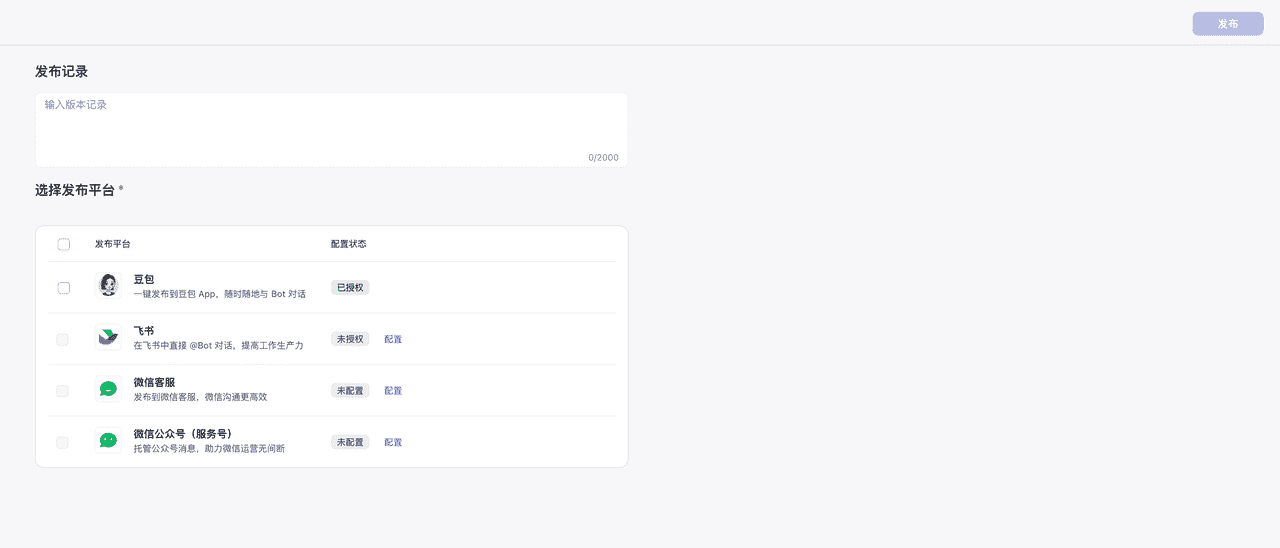 发布
发布记录
输入版本记录
0/2000
选择发布平台 *
发布平台 配置状态
豆包
一键发布到豆包 App，随时随地与 Bot 对话
已授权
飞书
在飞书中直接 @Bot 对话，提高工作生产力
未授权 配置
微信客服
发布到微信客服，微信沟通更高效
未配置 配置
微信公众号（服务号）
托管公众号消息，助力微信运营无间断
未配置 配置